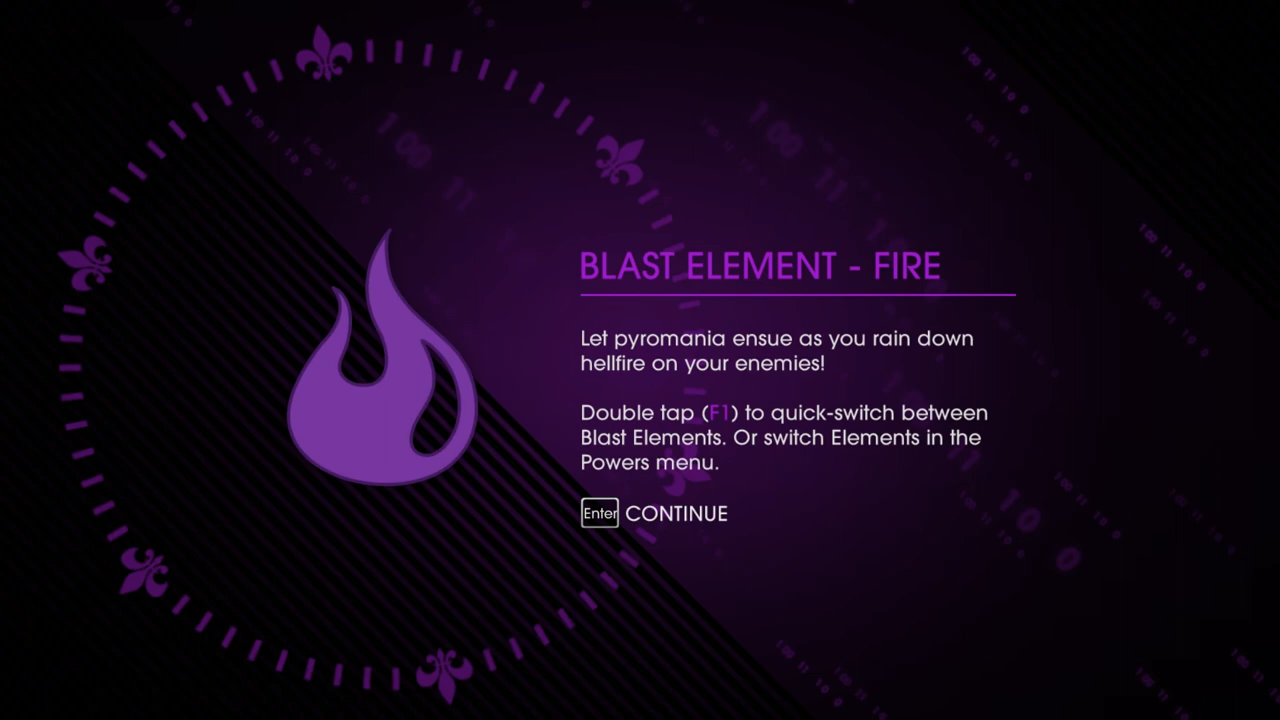 BLAST ELEMENT - FIRE
Let pyromania ensue as you rain down
hellfire on your enemies!
Double tap (F1) to quick-switch between
Blast Elements. Or switch Elements in the
Powers menu.
Enter CONTINUE